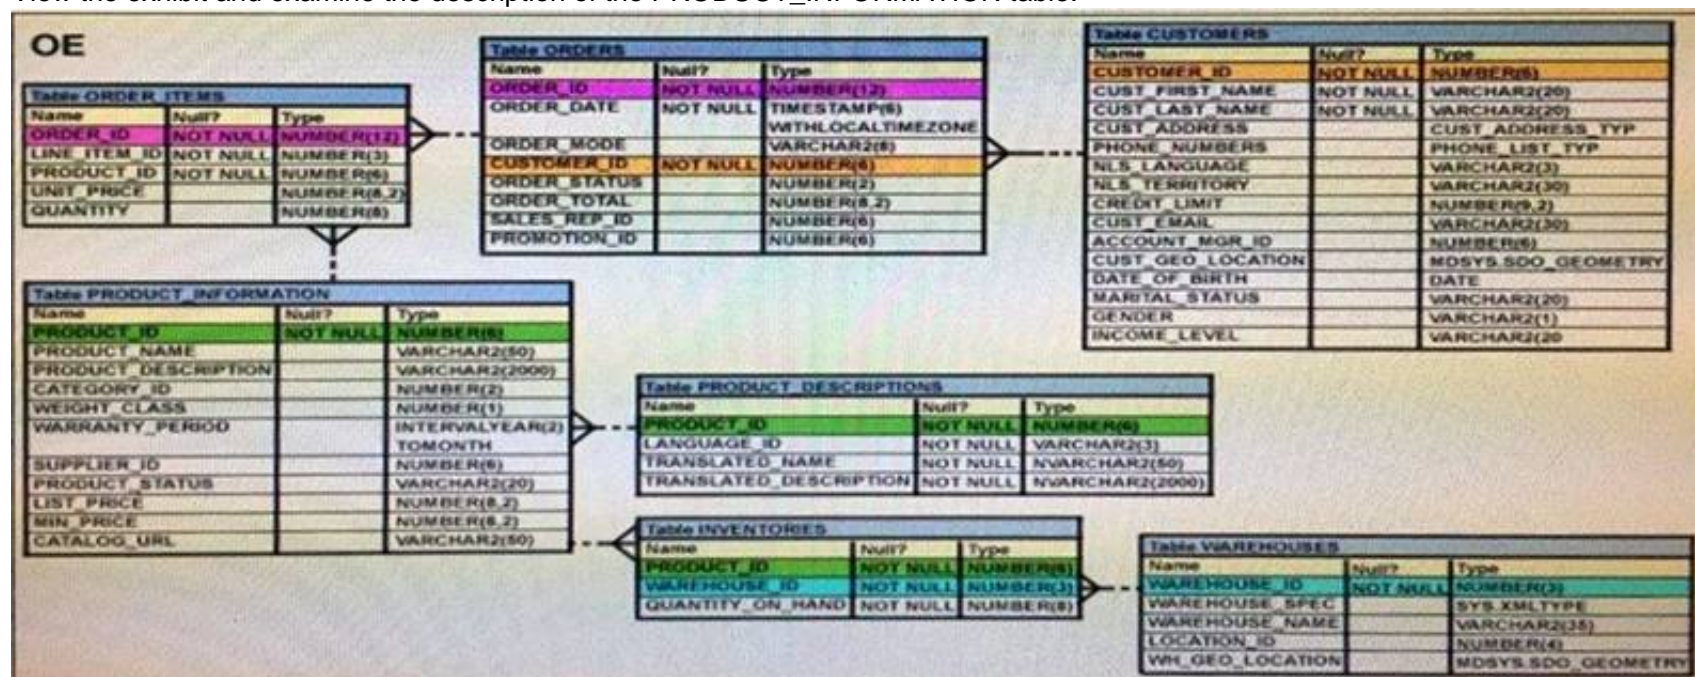 View the exhibit and examine the description of the PRODUCT_INFORMATION table.
OE
Table ORDER_ITEMS
Name Null? Type
ORDER_ID NOT NULL NUMBER(12)
LINE_ITEM_ID NOT NULL NUMBER(3)
PRODUCT_ID NOT NULL NUMBER(6)
UNIT_PRICE NUMBER(8,2)
QUANTITY NUMBER(8)
Table ORDERS
Name Null? Type
ORDER_ID NOT NULL NUMBER(12)
ORDER_DATE NOT NULL TIMESTAMP(6)
WITHLOCALTIMEZONE
ORDER_MODE VARCHAR2(8)
CUSTOMER_ID NOT NULL NUMBER(6)
ORDER_STATUS NUMBER(2)
ORDER_TOTAL NUMBER(8,2)
SALES_REP_ID NUMBER(6)
PROMOTION_ID NUMBER(6)
Table CUSTOMERS
Name Null? Type
CUSTOMER_ID NOT NULL NUMBER(6)
CUST_FIRST_NAME NOT NULL VARCHAR2(20)
CUST_LAST_NAME NOT NULL VARCHAR2(20)
CUST_ADDRESS CUST_ADDRESS_TYP
PHONE_NUMBERS PHONE_LIST_TYP
NLS_LANGUAGE VARCHAR2(3)
NLS_TERRITORY VARCHAR2(30)
CREDIT_LIMIT NUMBER(9,2)
CUST_EMAIL VARCHAR2(30)
ACCOUNT_MGR_ID NUMBER(6)
CUST_GEO_LOCATION MDSYS.SDO_GEOMETRY
DATE_OF_BIRTH DATE
MARITAL_STATUS VARCHAR2(20)
GENDER VARCHAR2(1)
INCOME_LEVEL VARCHAR2(20
Table PRODUCT_INFORMATION
Name Null? Type
PRODUCT_ID NOT NULL NUMBER(6)
PRODUCT_NAME VARCHAR2(50)
PRODUCT_DESCRIPTION VARCHAR2(2000)
CATEGORY_ID NUMBER(2)
WEIGHT_CLASS NUMBER(1)
WARRANTY_PERIOD INTERVALYEAR(2)
TOMONTH
SUPPLIER_ID NUMBER(6)
PRODUCT_STATUS VARCHAR2(20)
LIST_PRICE NUMBER(8,2)
MIN_PRICE NUMBER(8,2)
CATALOG_URL VARCHAR2(50)
Table PRODUCT_DESCRIPTIONS
Name Null? Type
PRODUCT_ID NOT NULL NUMBER(6)
LANGUAGE_ID NOT NULL VARCHAR2(3)
TRANSLATED_NAME NOT NULL NVARCHAR2(50)
TRANSLATED_DESCRIPTION NOT NULL NVARCHAR2(2000)
Table INVENTORIES
Name Null? Type
PRODUCT_ID NOT NULL NUMBER(6)
WAREHOUSE_ID NOT NULL NUMBER(3)
QUANTITY_ON_HAND NOT NULL NUMBER(8)
Table WAREHOUSES
Name Null? Type
WAREHOUSE_ID NOT NULL NUMBER(3)
WAREHOUSE_SPEC SYS.XMLTYPE
WAREHOUSE_NAME VARCHAR2(35)
LOCATION_ID NUMBER(4)
WH_GEO_LOCATION MDSYS.SDO_GEOMETRY